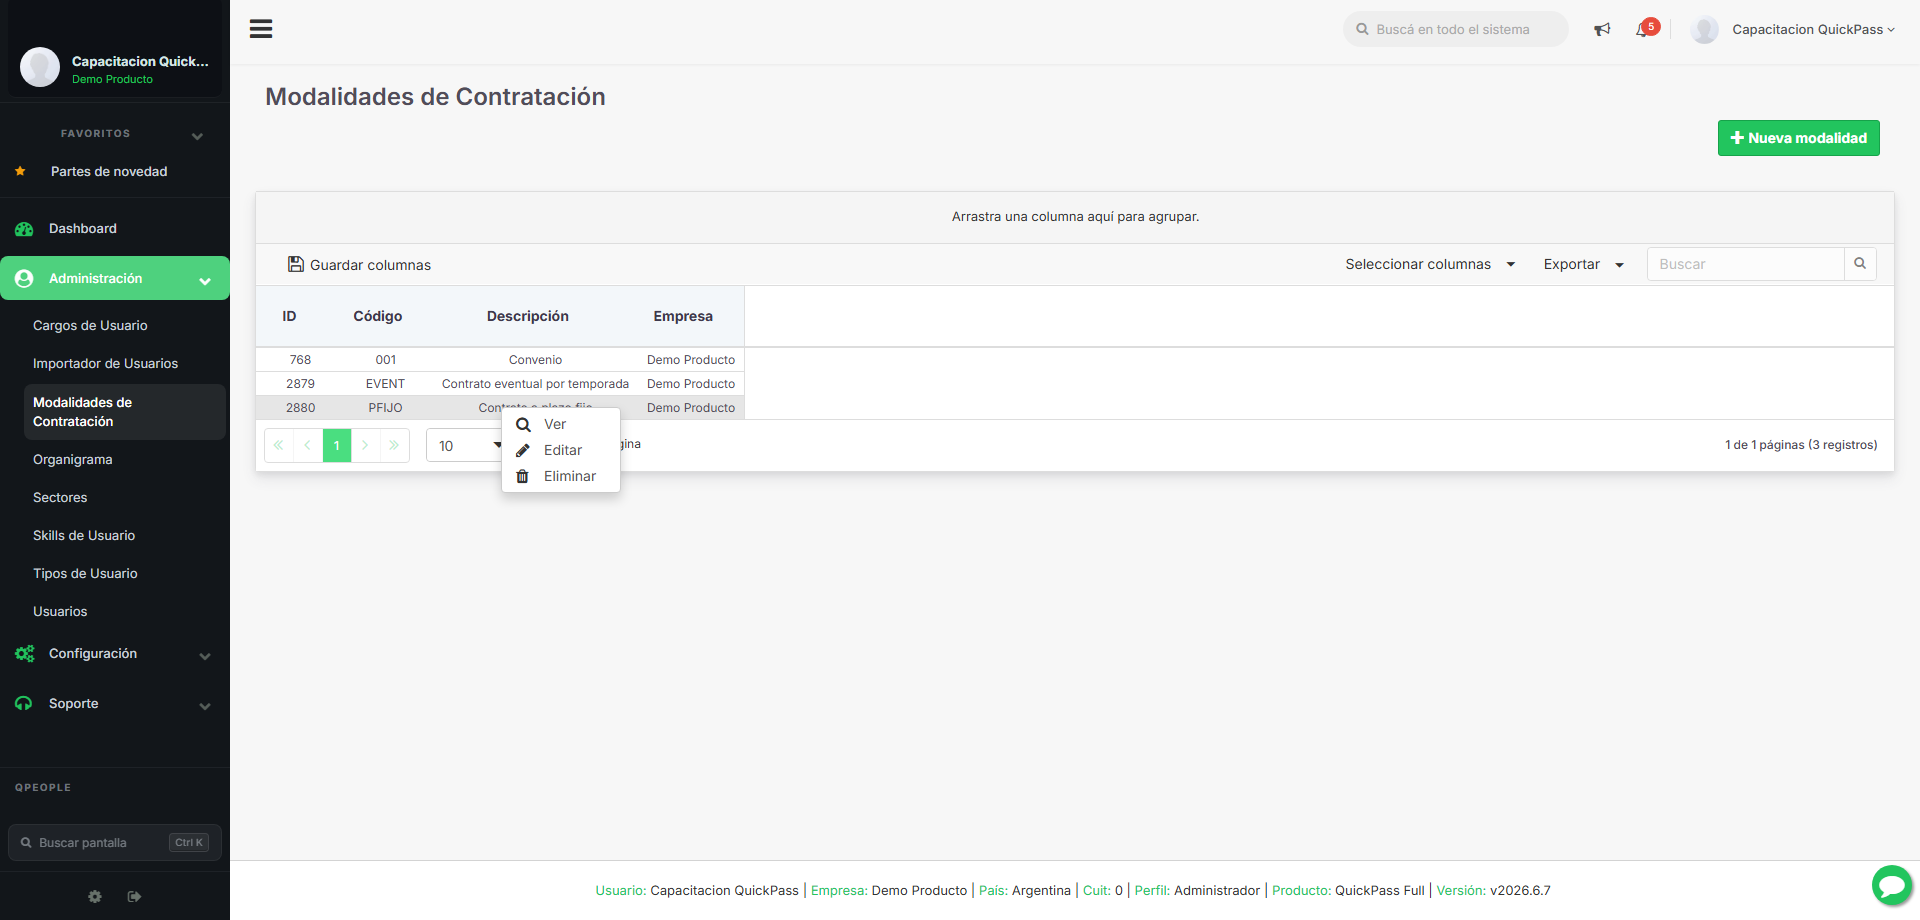 Capacitacion Quick...
Demo Producto
FAVORITOS
Partes de novedad
Dashboard
Administración
Cargos de Usuario
Importador de Usuarios
Modalidades de
Contratación
Organigrama
Sectores
Skills de Usuario
Tipos de Usuario
Usuarios
Configuración
Soporte
QPEOPLE
Buscar pantalla Ctrl K
Buscá en todo el sistema 5 Capacitacion QuickPass
Modalidades de Contratación
Nueva modalidad
Arrastra una columna aquí para agrupar.
Guardar columnas Seleccionar columnas Exportar Buscar
ID Código Descripción Empresa
768 001 Convenio Demo Producto
2879 EVENT Contrato eventual por temporada Demo Producto
2880 PFIJO Contrato a plazo fijo Demo Producto
« ‹ 1 › » 10 1 de 1 páginas (3 registros)
Ver
Editar
Eliminar
Usuario: Capacitacion QuickPass | Empresa: Demo Producto | País: Argentina | Cuit: 0 | Perfil: Administrador | Producto: QuickPass Full | Versión: v2026.6.7